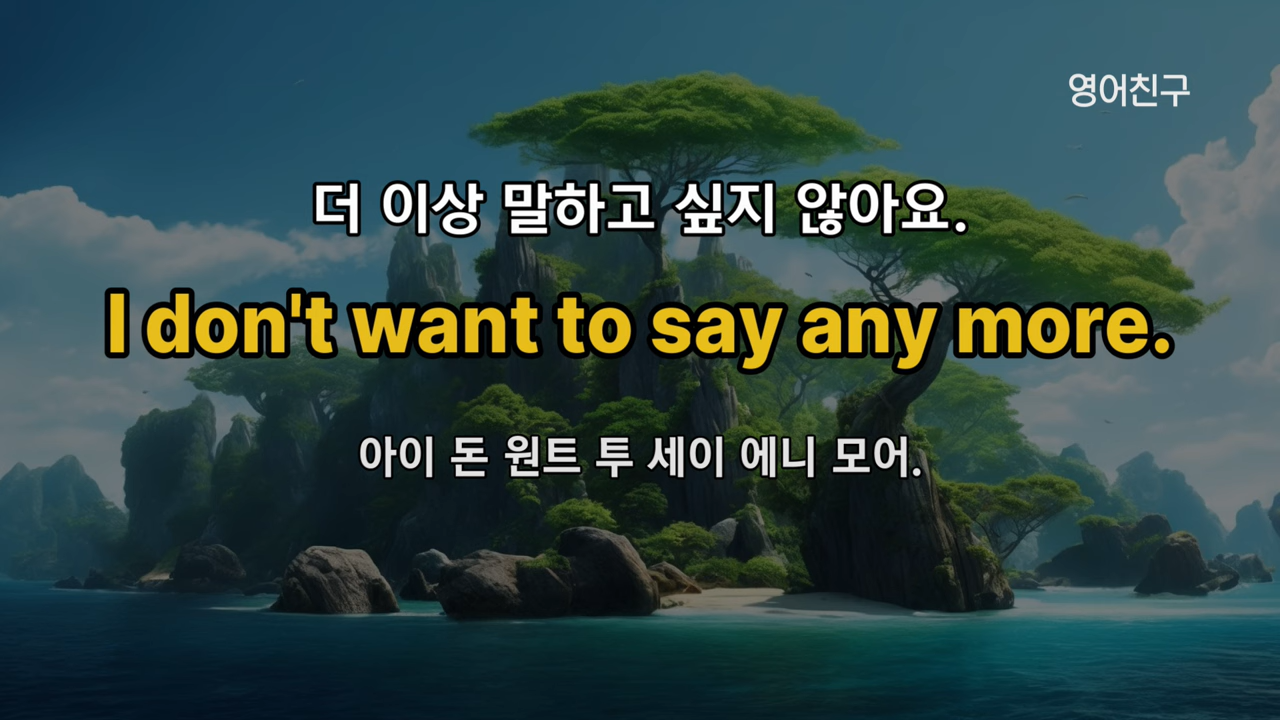 영어친구
더 이상 말하고 싶지 않아요.
I don't want to say any more.
아이 돈 원트 투 세이 에니 모어.